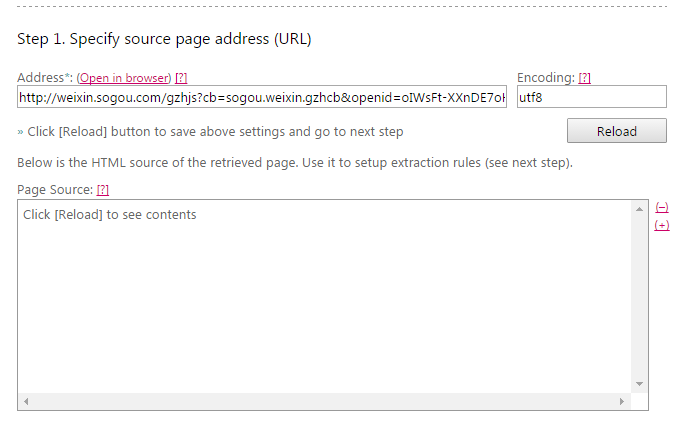 Step 1. Specify source page address (URL)
Address*: (Open in browser) [?] Encoding: [?]
http://weixin.sogou.com/gzhjs?cb=sogou.weixin.gzhcb&openid=oIWsFt-XXnDE7oH utf8
» Click [Reload] button to save above settings and go to next step Reload
Below is the HTML source of the retrieved page. Use it to setup extraction rules (see next step).
Page Source: [?]
Click [Reload] to see contents
(–)
(+)